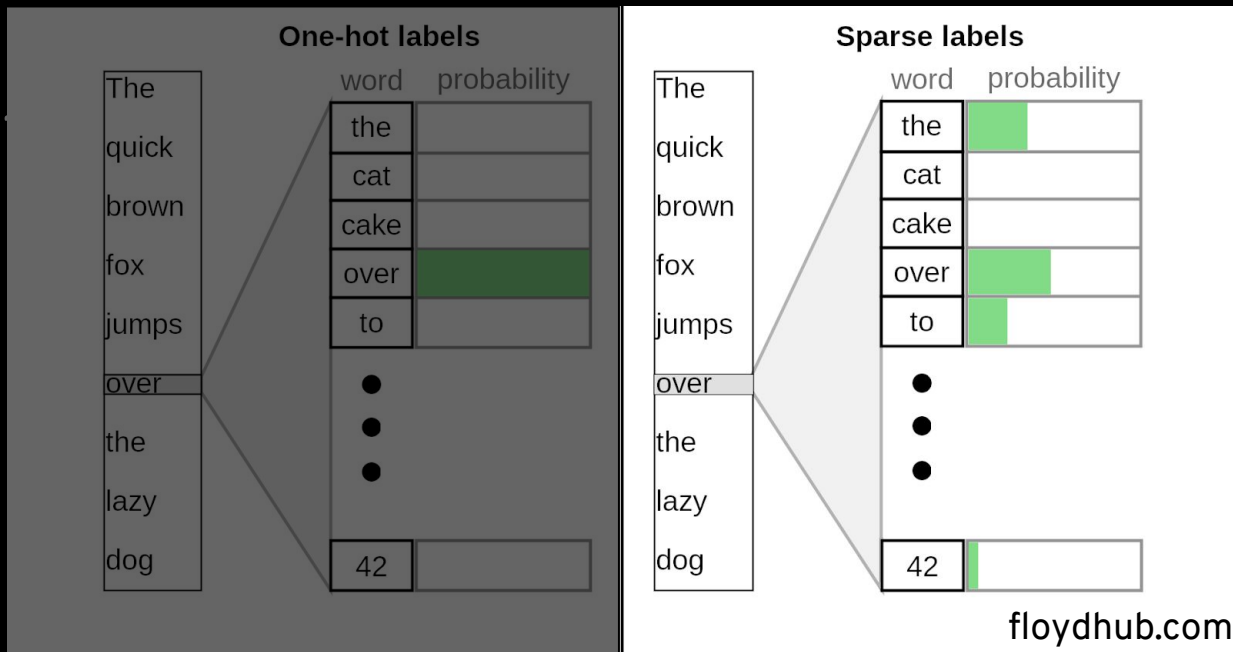 One-hot labels
word probability
The
quick
brown
fox
jumps
over
the
lazy
dog
the
cat
cake
over
to
42
Sparse labels
word probability
The
quick
brown
fox
jumps
over
the
lazy
dog
the
cat
cake
over
to
42
floydhub.com